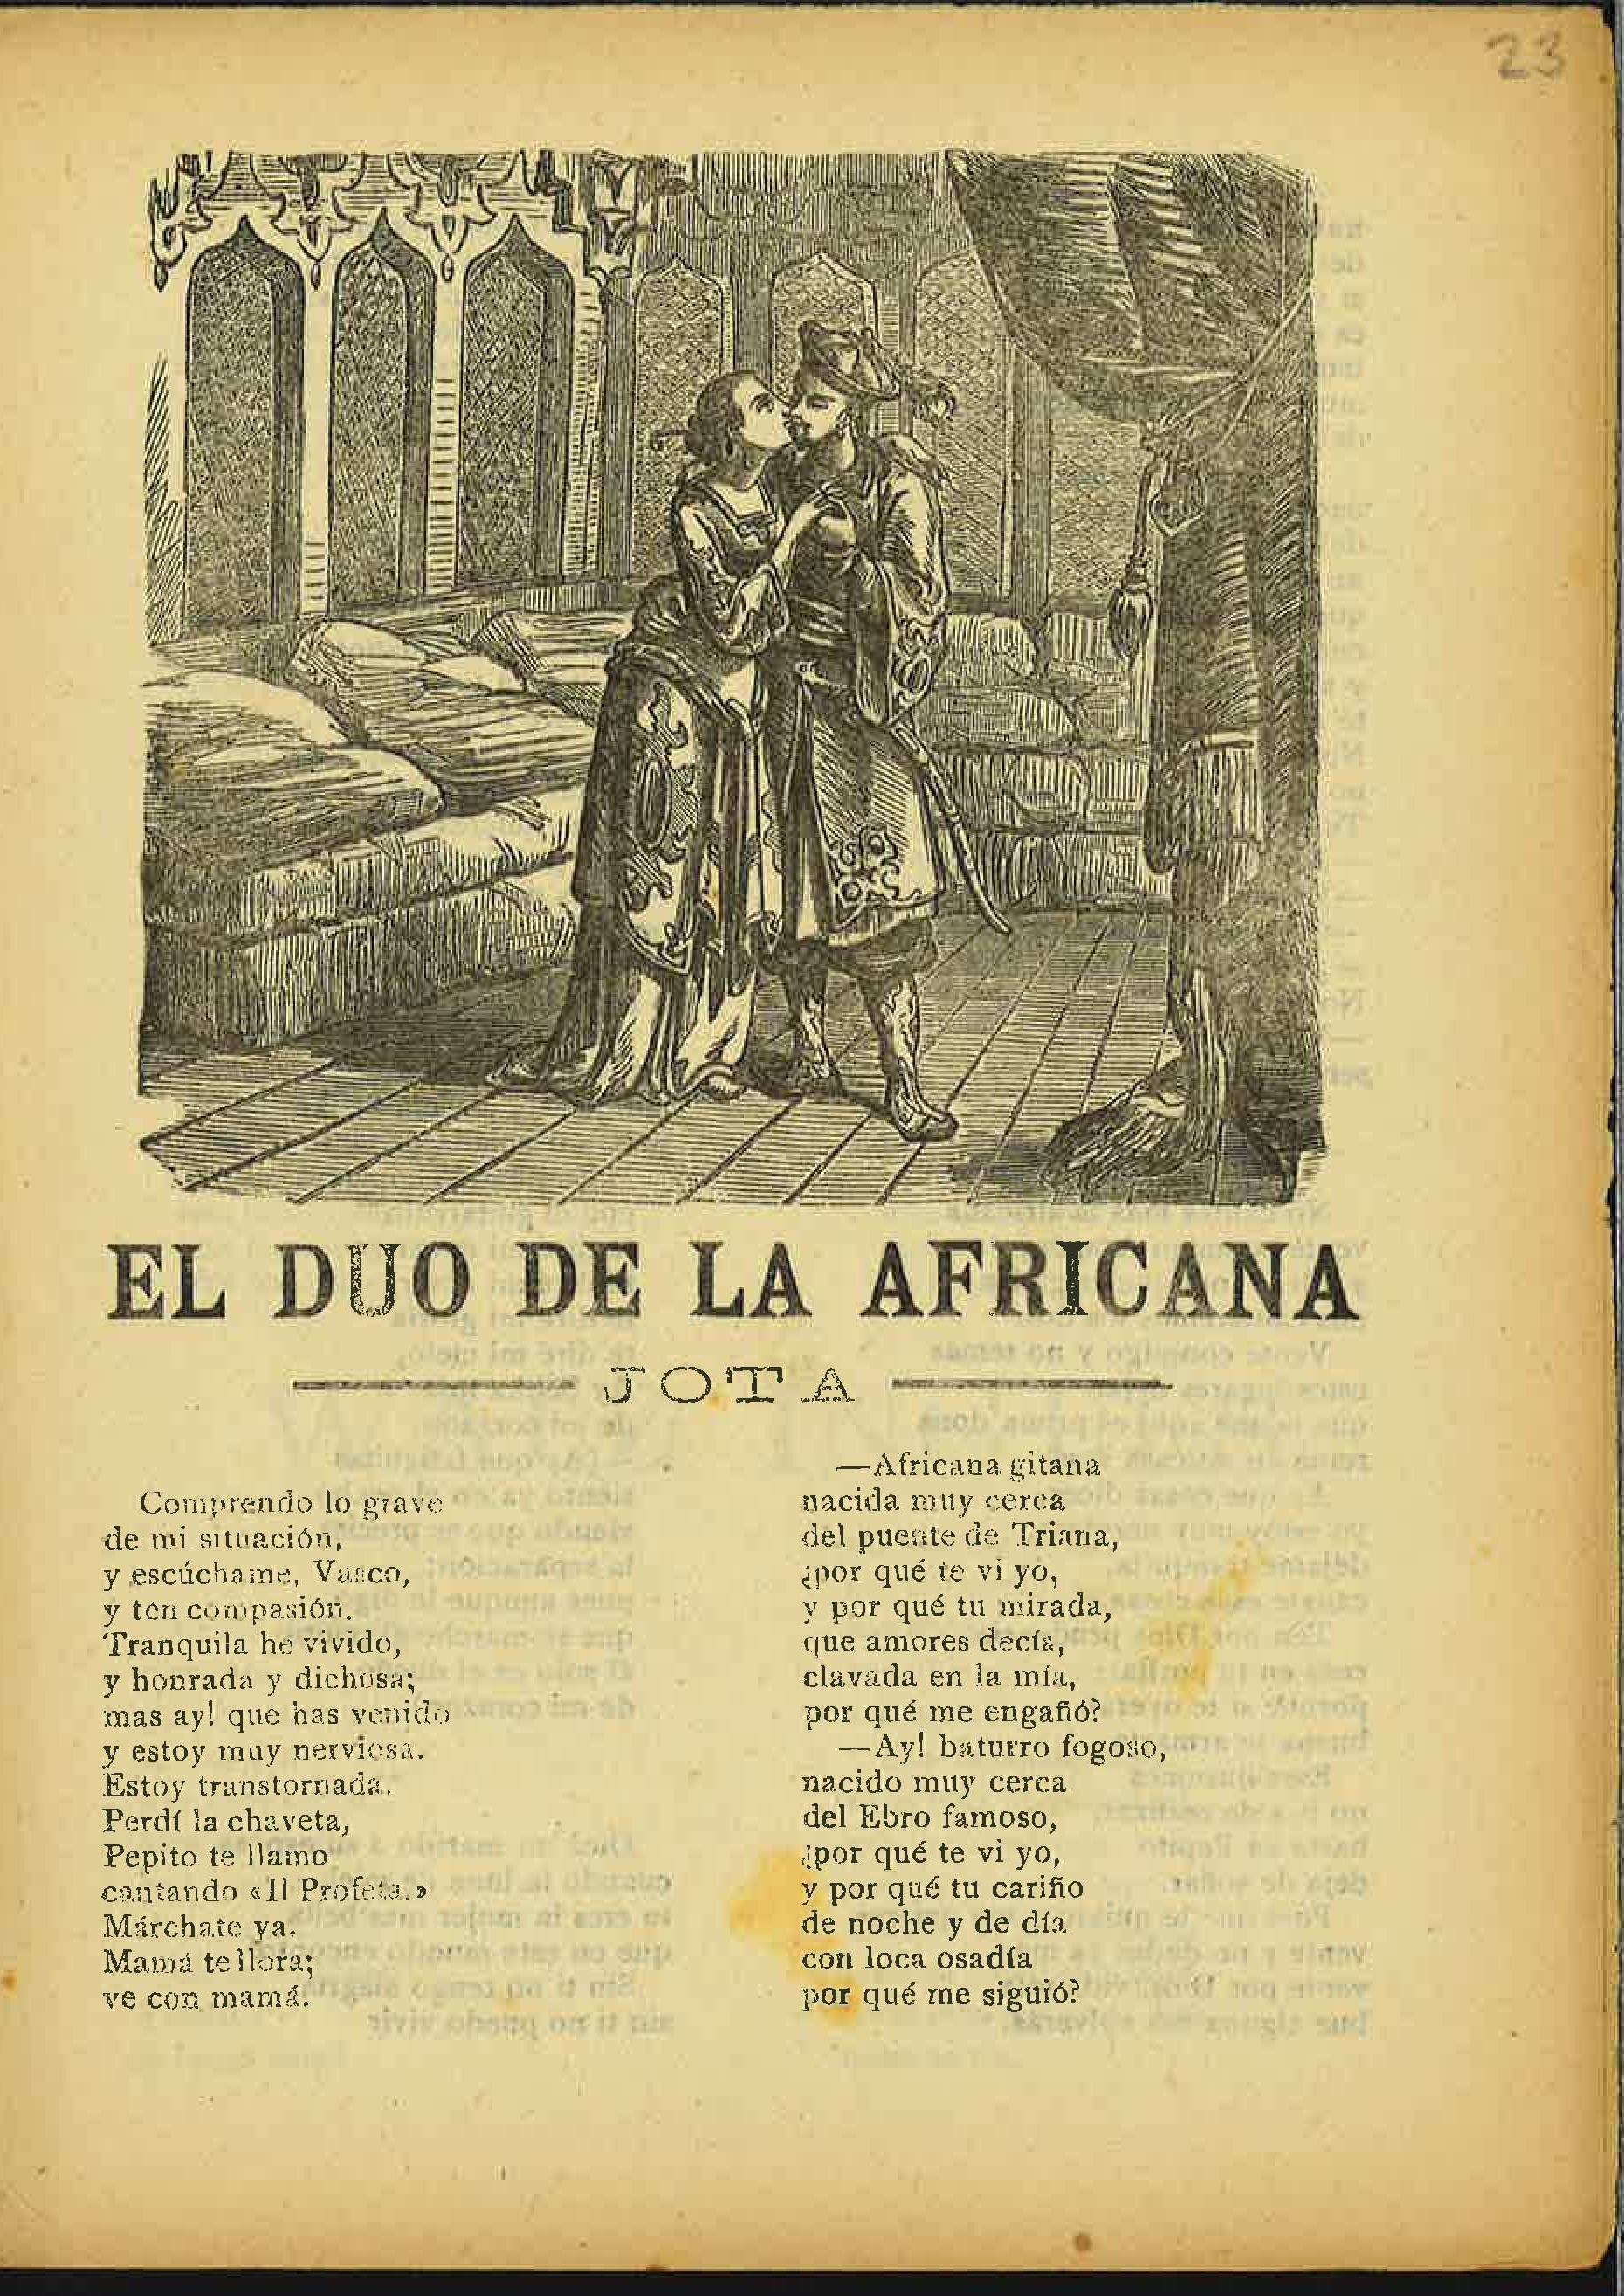 23
EL DUO DE LA AFRICANA
JOTA
Comprendo lo grave
de mi situación,
y escúchame, Vasco,
y ten compasión.
Tranquila he vivido,
y honrada y dichosa;
mas ay! que has venido
y estoy muy nerviosa.
Estoy transtornada.
Perdí la chaveta,
Pepito te llamo
cantando «Il Profeta.»
Márchate ya.
Mamá te llora;
ve con mamá.
—Africana gitana
nacida muy cerca
del puente de Triana,
¿por qué te vi yo,
y por qué tu mirada,
que amores decía,
clavada en la mía,
por qué me engañó?
—Ay! baturro fogoso,
nacido muy cerca
del Ebro famoso,
¿por qué te vi yo,
y por qué tu cariño
de noche y de día
con loca osadía
por qué me siguió?